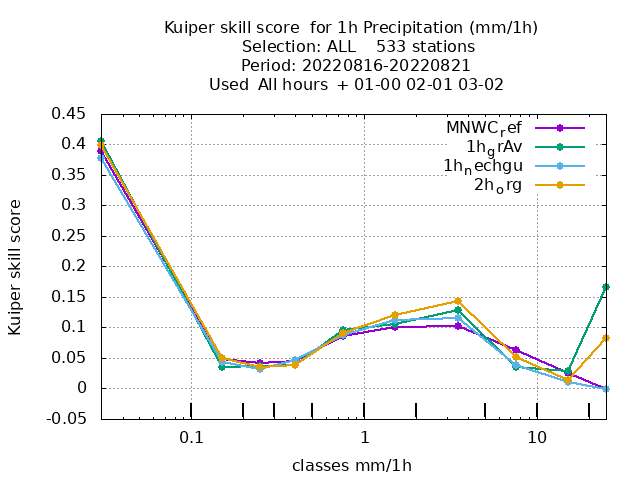 Kuiper skill score  for 1h Precipitation (mm/1h)
Selection: ALL    533 stations
Period: 20220816-20220821
Used  All hours  + 01-00 02-01 03-02
0.45
0.4
0.35
0.3
0.25
0.2
0.15
0.1
0.05
0
-0.05
Kuiper skill score
MNWC_ref
1h_grAv
1h_nechgu
2h_org
0.1
1
10
classes mm/1h